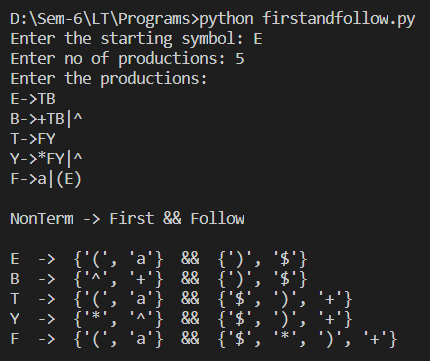 D:\Sem-6\LT\Programs>python firstandfollow.py
Enter the starting symbol: E
Enter no of productions: 5
Enter the productions:
E->TB
B->+TB|^
T->FY
Y->*FY|^
F->a|(E)
NonTerm -> First && Follow
E  ->  {'(', 'a'}  &&  {')', '$'}
B  ->  {'^', '+'}  &&  {')', '$'}
T  ->  {'(', 'a'}  &&  {'$', ')', '+'}
Y  ->  {'*', '^'}  &&  {'$', ')', '+'}
F  ->  {'(', 'a'}  &&  {'$', '*', ')', '+'}